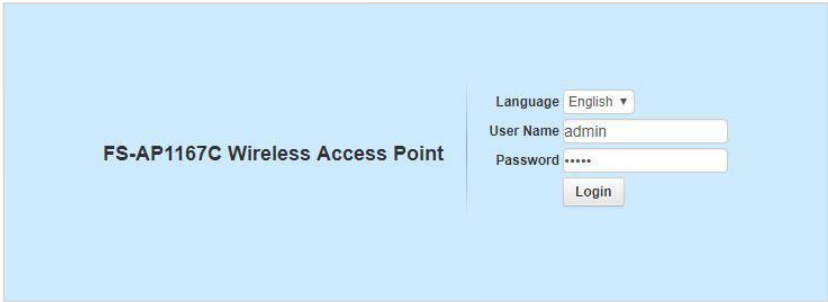 Language English
User Name admin
FS-AP1167C Wireless Access Point
Password •••••
Login